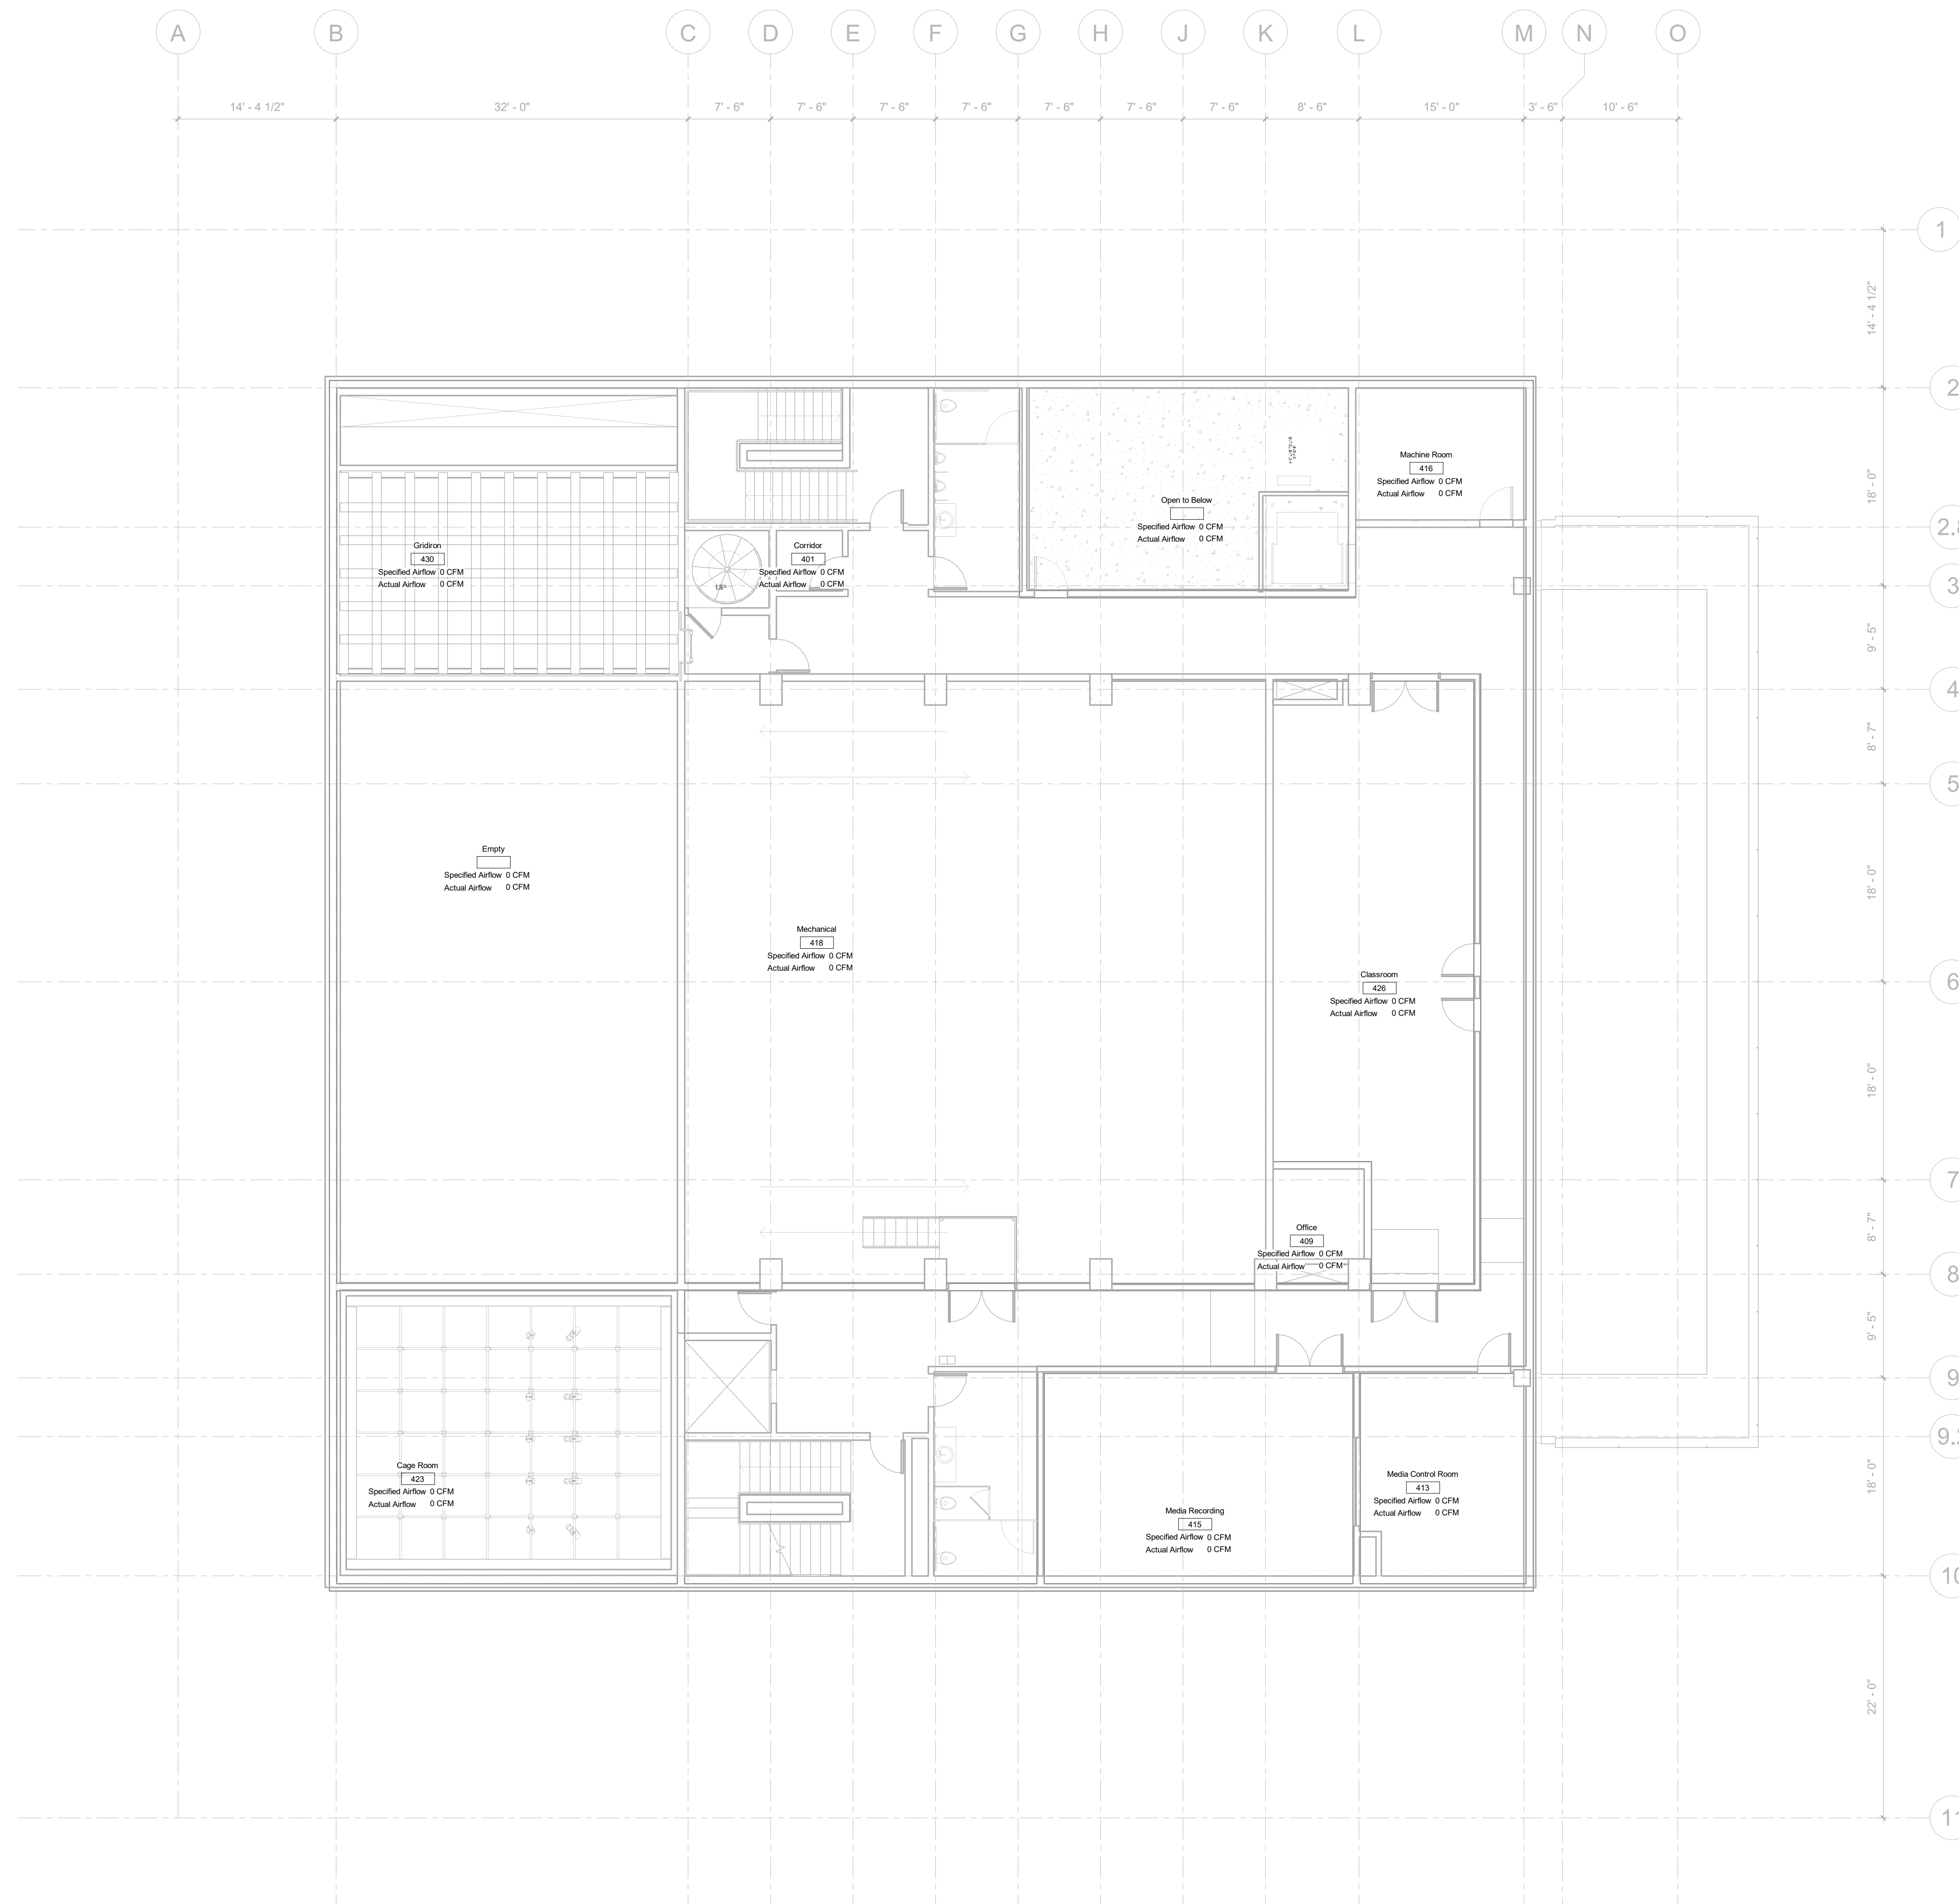 A B C D E F G H J K L M N O
14' - 4 1/2" 32' - 0" 7' - 6" 7' - 6" 7' - 6" 7' - 6" 7' - 6" 7' - 6" 7' - 6" 8' - 6" 15' - 0" 3' - 6" 10' - 6"
1
14' - 4 1/2"
2
18' - 0"
2.8
3
9' - 5"
4
8' - 7"
5
18' - 0"
6
18' - 0"
7
8' - 7"
8
9' - 5"
9
9.2
18' - 0"
10
22' - 0"
11
Machine Room
416
Specified Airflow 0 CFM
Actual Airflow 0 CFM
Open to Below
Specified Airflow 0 CFM
Actual Airflow 0 CFM
Gridiron
430
Specified Airflow 0 CFM
Actual Airflow 0 CFM
Corridor
401
Specified Airflow 0 CFM
Actual Airflow 0 CFM
UP
Empty
Specified Airflow 0 CFM
Actual Airflow 0 CFM
Mechanical
418
Specified Airflow 0 CFM
Actual Airflow 0 CFM
Classroom
426
Specified Airflow 0 CFM
Actual Airflow 0 CFM
Office
409
Specified Airflow 0 CFM
Actual Airflow 0 CFM
Cage Room
423
Specified Airflow 0 CFM
Actual Airflow 0 CFM
Media Recording
415
Specified Airflow 0 CFM
Actual Airflow 0 CFM
Media Control Room
413
Specified Airflow 0 CFM
Actual Airflow 0 CFM